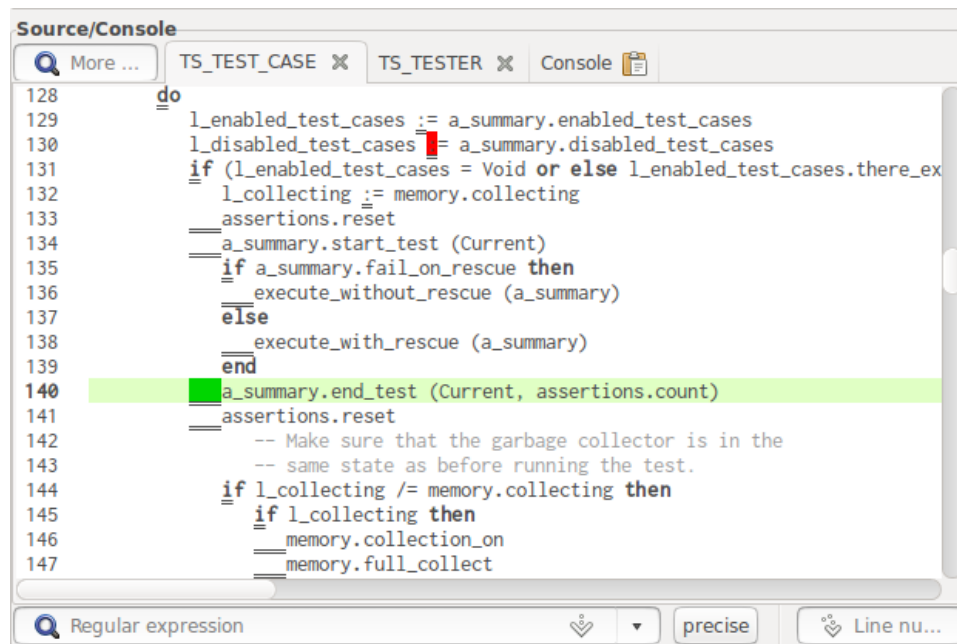 Source/Console
More ... TS_TEST_CASE TS_TESTER Console
128 do
129 l_enabled_test_cases := a_summary.enabled_test_cases
130 l_disabled_test_cases := a_summary.disabled_test_cases
131 if (l_enabled_test_cases = Void or else l_enabled_test_cases.there_ex
132 l_collecting := memory.collecting
133 assertions.reset
134 a_summary.start_test (Current)
135 if a_summary.fail_on_rescue then
136 execute_without_rescue (a_summary)
137 else
138 execute_with_rescue (a_summary)
139 end
140 a_summary.end_test (Current, assertions.count)
141 assertions.reset
142 -- Make sure that the garbage collector is in the
143 -- same state as before running the test.
144 if l_collecting /= memory.collecting then
145 if l_collecting then
146 memory.collection_on
147 memory.full_collect
Regular expression precise Line nu...